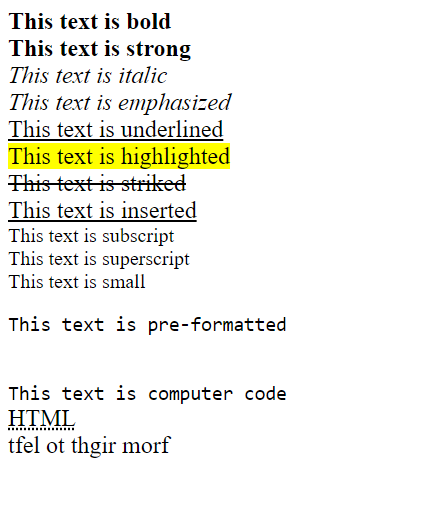 This text is bold
This text is strong
This text is italic
This text is emphasized
This text is underlined
This text is highlighted
This text is striked
This text is inserted
This text is subscript
This text is superscript
This text is small
This text is pre-formatted
This text is computer code
HTML
tfel ot thgir morf